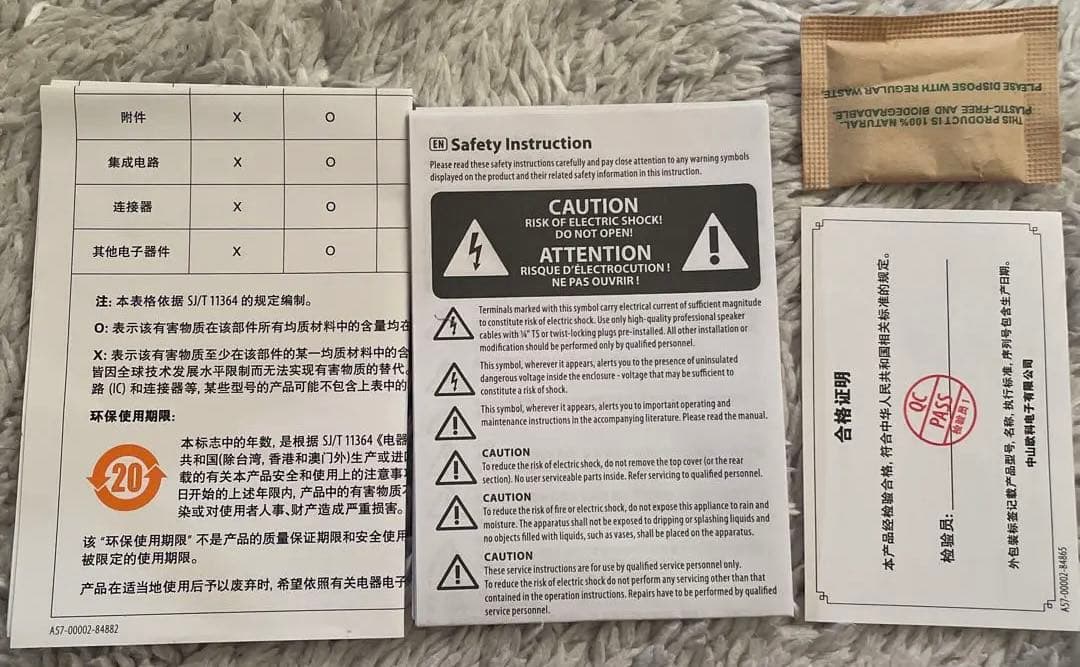 附件 X O
集成电路 X O
连接器 X O
其他电子器件 X O
注: 本表格依据 SJ/T 11364 的规定编制。
O: 表示该有害物质在该部件所有均质材料中的含量均在
X: 表示该有害物质至少在该部件的某一均质材料中的含
皆因全球技术发展水平限制而无法实现有害物质的替代。
路 (IC) 和连接器等, 某些型号的产品可能不包含上表中的
环保使用期限:
20
本标志中的年数, 是根据 SJ/T 11364《电器
共和国(除台湾, 香港和澳门外)生产或进口
载的有关本产品安全和使用上的注意事
日开始的上述年限内, 产品中的有害物质不
染或对使用者人事、财产造成严重损害。
该 “环保使用期限” 不是产品的质量保证期限和安全使用
被限定的使用期限。
产品在适当地使用后予以废弃时, 希望依照有关电器电子
A57-00002-84882
EN Safety Instruction
Please read these safety instructions carefully and pay close attention to any warning symbols
displayed on the product and their related safety information in this instruction.
CAUTION
RISK OF ELECTRIC SHOCK!
DO NOT OPEN!
ATTENTION
RISQUE D'ÉLECTROCUTION !
NE PAS OUVRIR !
Terminals marked with this symbol carry electrical current of sufficient magnitude
to constitute risk of electric shock. Use only high-quality professional speaker
cables with ¼" TS or twist-locking plugs pre-installed. All other installation or
modification should be performed only by qualified personnel.
This symbol, wherever it appears, alerts you to the presence of uninsulated
dangerous voltage inside the enclosure - voltage that may be sufficient to
constitute a risk of shock.
This symbol, wherever it appears, alerts you to important operating and
maintenance instructions in the accompanying literature. Please read the manual.
CAUTION
To reduce the risk of electric shock, do not remove the top cover (or the rear
section). No user serviceable parts inside. Refer servicing to qualified personnel.
CAUTION
To reduce the risk of fire or electric shock, do not expose this appliance to rain and
moisture. The apparatus shall not be exposed to dripping or splashing liquids and
no objects filled with liquids, such as vases, shall be placed on the apparatus.
CAUTION
These service instructions are for use by qualified service personnel only.
To reduce the risk of electric shock do not perform any servicing other than that
contained in the operation instructions. Repairs have to be performed by qualified
service personnel.
THIS PRODUCT IS 100% NATURAL.
PLASTIC-FREE AND BIODEGRADABLE.
PLEASE DISPOSE WITH REGULAR WASTE.
合格证明
本产品经检验合格, 符合中华人民共和国相关标准的规定。
QC
PASS
检验员1
检验员:
外包装标签记载产品型号, 名称, 执行标准, 序列号包含生产日期。
中山欧科电子有限公司
A57-00002-84865